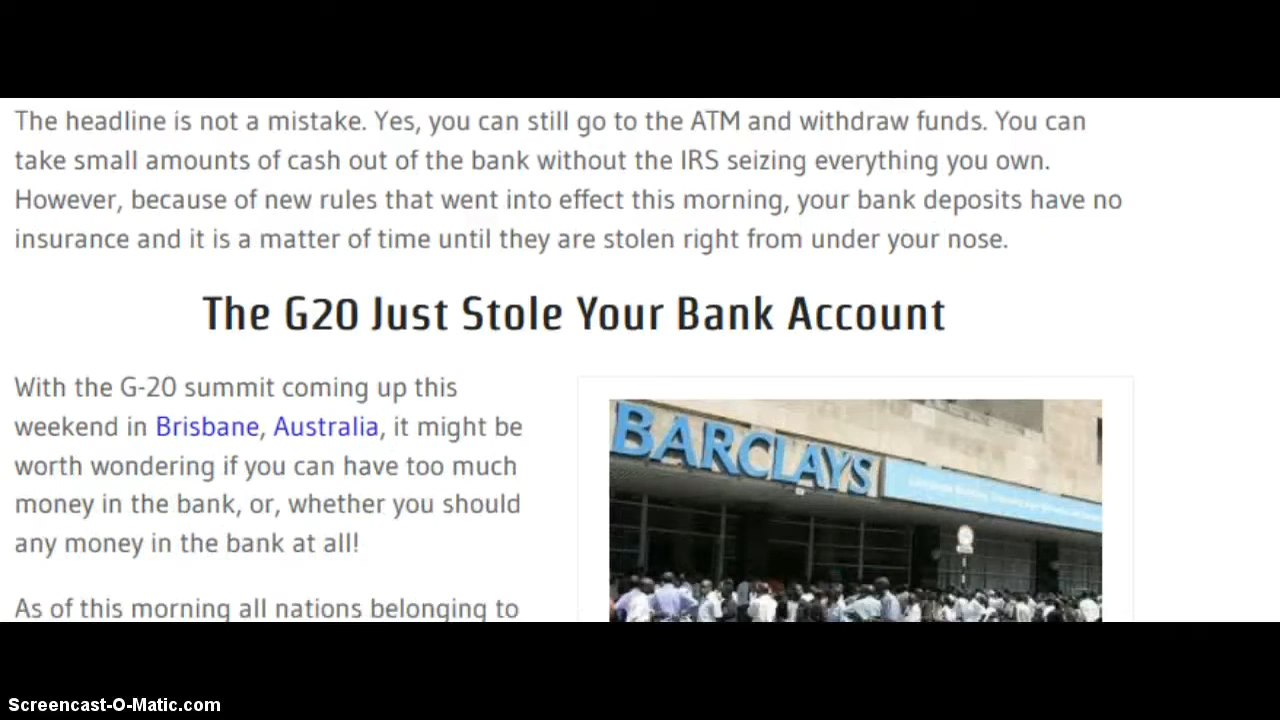 The headline is not a mistake. Yes, you can still go to the ATM and withdraw funds. You can
take small amounts of cash out of the bank without the IRS seizing everything you own.
However, because of new rules that went into effect this morning, your bank deposits have no
insurance and it is a matter of time until they are stolen right from under your nose.
The G20 Just Stole Your Bank Account
With the G-20 summit coming up this
weekend in Brisbane, Australia, it might be
worth wondering if you can have too much
money in the bank, or, whether you should
any money in the bank at all!
As of this morning all nations belonging to
BARCLAYS
Screencast-O-Matic.com